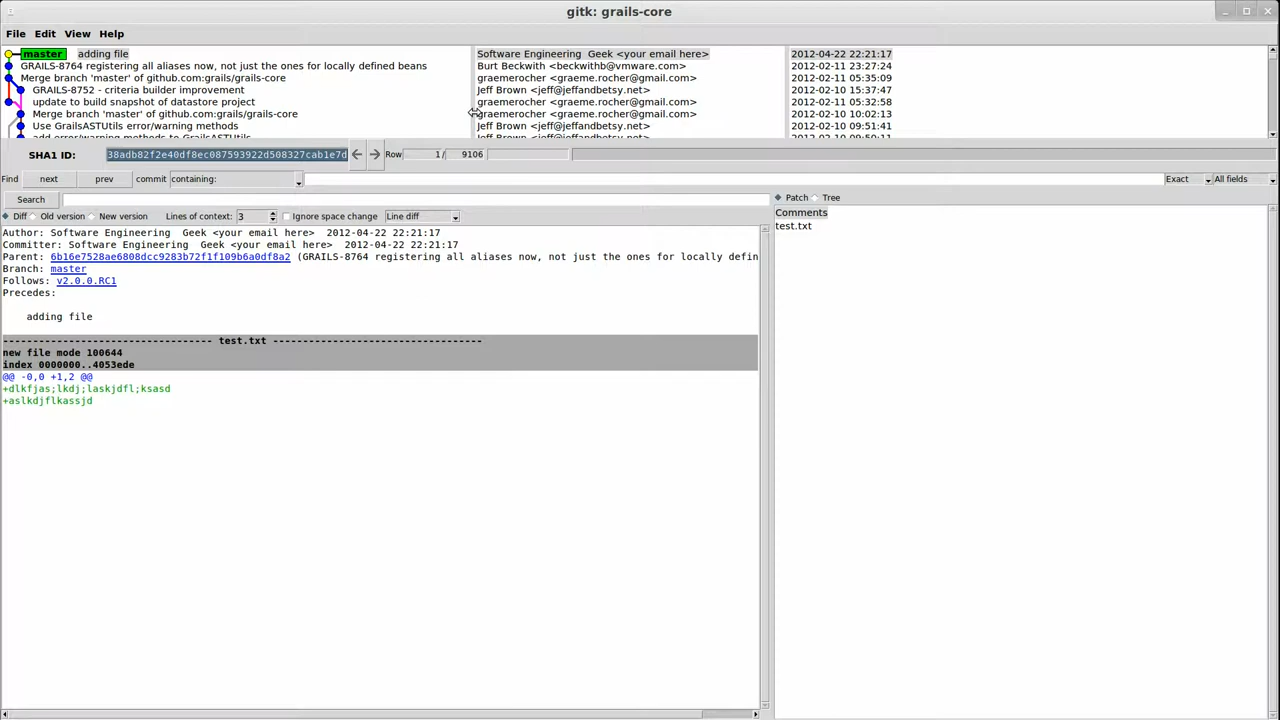 gitk: grails-core
File Edit View Help
master adding file Software Engineering Geek <your email here> 2012-04-22 22:21:17
GRAILS-8764 registering all aliases now, not just the ones for locally defined beans Burt Beckwith <beckwithb@vmware.com> 2012-02-11 23:27:24
Merge branch 'master' of github.com:grails/grails-core graemerocher <graeme.rocher@gmail.com> 2012-02-11 05:35:09
GRAILS-8752 - criteria builder improvement Jeff Brown <jeff@jeffandbetsy.net> 2012-02-10 15:37:47
update to build snapshot of datastore project graemerocher <graeme.rocher@gmail.com> 2012-02-11 05:32:58
Merge branch 'master' of github.com:grails/grails-core graemerocher <graeme.rocher@gmail.com> 2012-02-10 10:02:13
Use GrailsASTUtils error/warning methods Jeff Brown <jeff@jeffandbetsy.net> 2012-02-10 09:51:41
add error/warning methods to GrailsASTUtils Jeff Brown <jeff@jeffandbetsy.net>
SHA1 ID: 38adb82f2e40df8ec087593922d508327cab1e7d Row 1 / 9106
Find next prev commit containing: Exact All fields
Search Patch Tree
Diff Old version New version Lines of context: 3 Ignore space change Line diff Comments
test.txt
Author: Software Engineering Geek <your email here> 2012-04-22 22:21:17
Committer: Software Engineering Geek <your email here> 2012-04-22 22:21:17
Parent: 6b16e7528ae6808dcc9283b72f1f109b6a0df8a2 (GRAILS-8764 registering all aliases now, not just the ones for locally defin
Branch: master
Follows: v2.0.0.RC1
Precedes:
adding file
---------------------------------- test.txt ----------------------------------
new file mode 100644
index 0000000..4053ede
@@ -0,0 +1,2 @@
+dlkfjas;lkdj;laskjdfl;ksasd
+aslkdjflkassjd